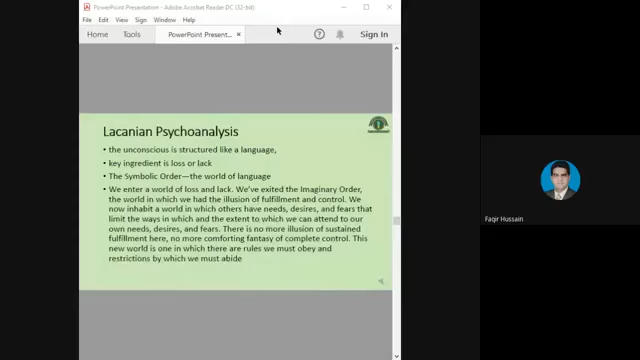 PowerPoint Presentation - Adobe Acrobat Reader DC (32-bit)
File Edit View Sign Window Help
Home Tools PowerPoint Present... × Sign In
Lacanian Psychoanalysis
• the unconscious is structured like a language,
• key ingredient is loss or lack
• The Symbolic Order—the world of language
• We enter a world of loss and lack. We've exited the Imaginary Order,
the world in which we had the illusion of fulfillment and control. We
now inhabit a world in which others have needs, desires, and fears that
limit the ways in which and the extent to which we can attend to our
own needs, desires, and fears. There is no more illusion of sustained
fulfillment here, no more comforting fantasy of complete control. This
new world is one in which there are rules we must obey and
restrictions by which we must abide
Faqir Hussain